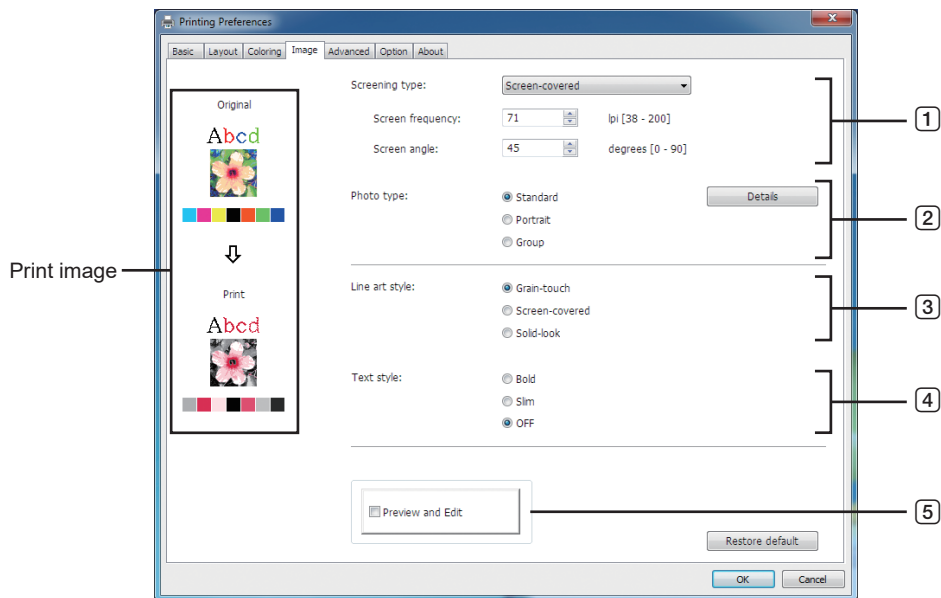 Printing Preferences
Basic Layout Coloring Image Advanced Option About
Original
Abcd
Print
Abcd
Print image
Screening type: Screen-covered
Screen frequency: 71 lpi [38 - 200]
Screen angle: 45 degrees [0 - 90]
1
Photo type: Standard Details
Portrait
Group
2
Line art style: Grain-touch
Screen-covered
Solid-look
3
Text style: Bold
Slim
OFF
4
Preview and Edit
5
Restore default
OK Cancel